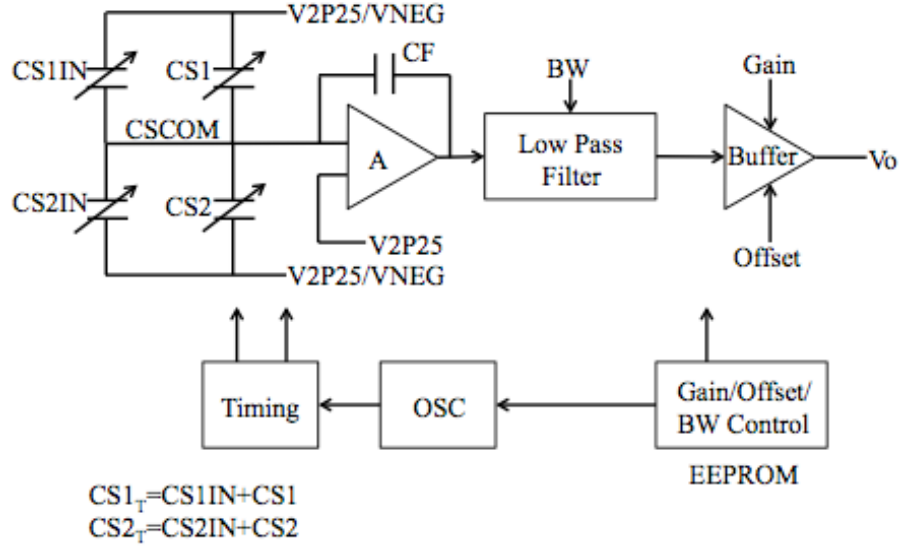 V2P25/VNEG
CF
CS1IN
CS1
BW
Gain
CSCOM
A
Low Pass
Filter
Buffer
Vo
CS2IN
CS2
V2P25
Offset
V2P25/VNEG
Timing
OSC
Gain/Offset/
BW Control
EEPROM
CS1T=CS1IN+CS1
CS2T=CS2IN+CS2